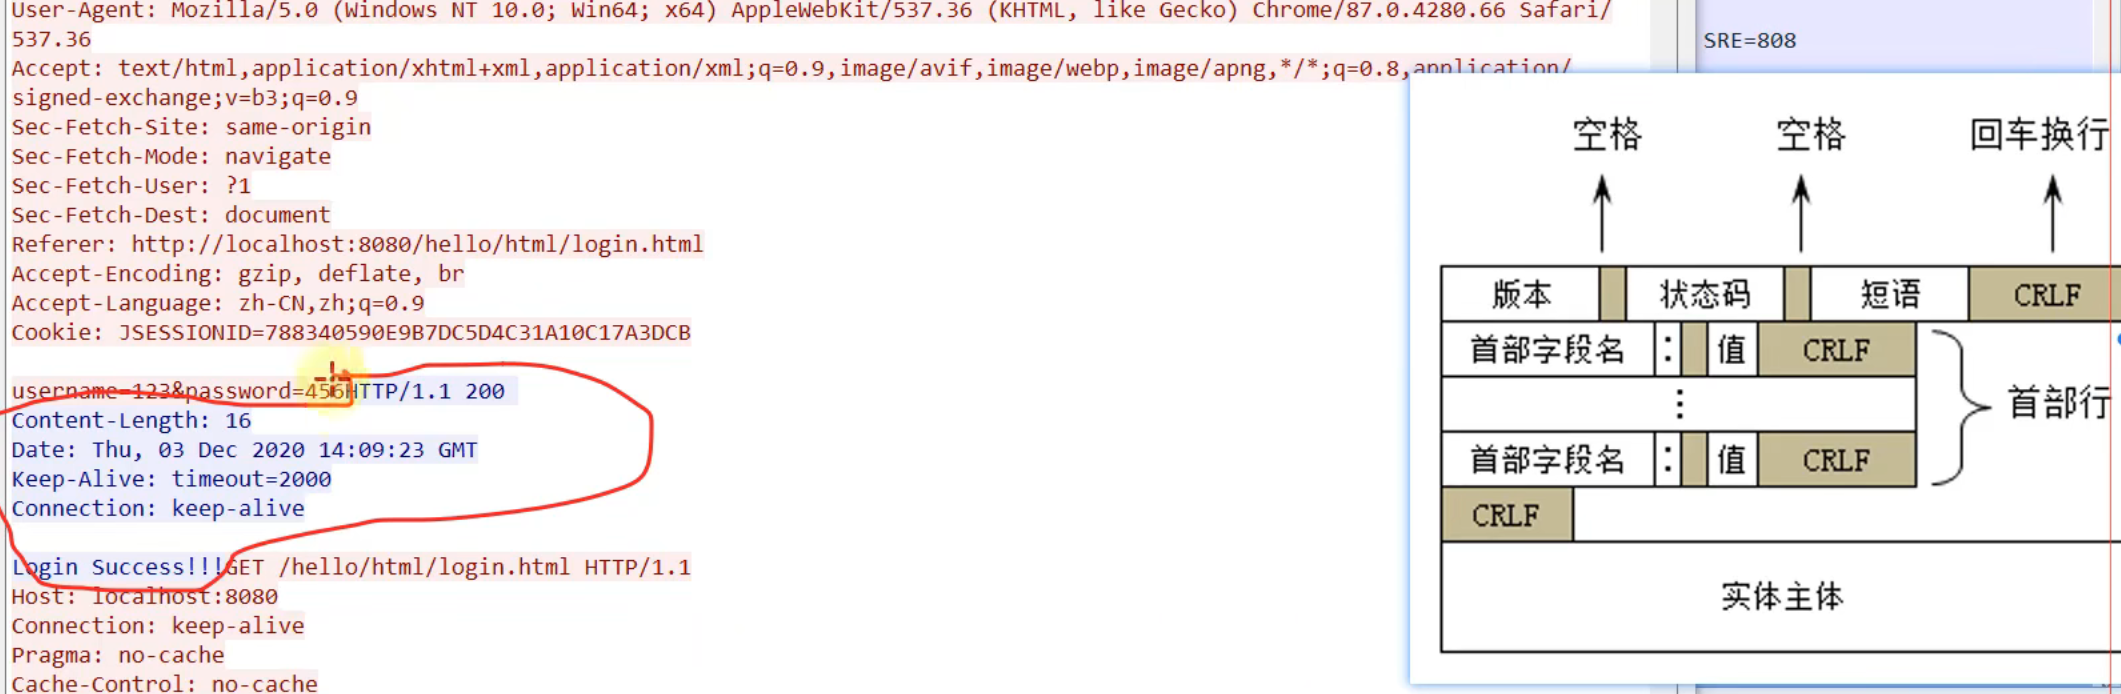 User-Agent: Mozilla/5.0 (Windows NT 10.0; Win64; x64) AppleWebKit/537.36 (KHTML, like Gecko) Chrome/87.0.4280.66 Safari/
537.36
Accept: text/html,application/xhtml+xml,application/xml;q=0.9,image/avif,image/webp,image/apng,*/*;q=0.8,application/
signed-exchange;v=b3;q=0.9
Sec-Fetch-Site: same-origin
Sec-Fetch-Mode: navigate
Sec-Fetch-User: ?1
Sec-Fetch-Dest: document
Referer: http://localhost:8080/hello/html/login.html
Accept-Encoding: gzip, deflate, br
Accept-Language: zh-CN,zh;q=0.9
Cookie: JSESSIONID=788340590E9B7DC5D4C31A10C17A3DCB
username=123&password=456HTTP/1.1 200
Content-Length: 16
Date: Thu, 03 Dec 2020 14:09:23 GMT
Keep-Alive: timeout=2000
Connection: keep-alive
Login Success!!!GET /hello/html/login.html HTTP/1.1
Host: localhost:8080
Connection: keep-alive
Pragma: no-cache
Cache-Control: no-cache
SRE=808
空格 空格 回车换行
版本 状态码 短语 CRLF
首部字段名 : 值 CRLF
⋮
首部字段名 : 值 CRLF
首部行
CRLF
实体主体